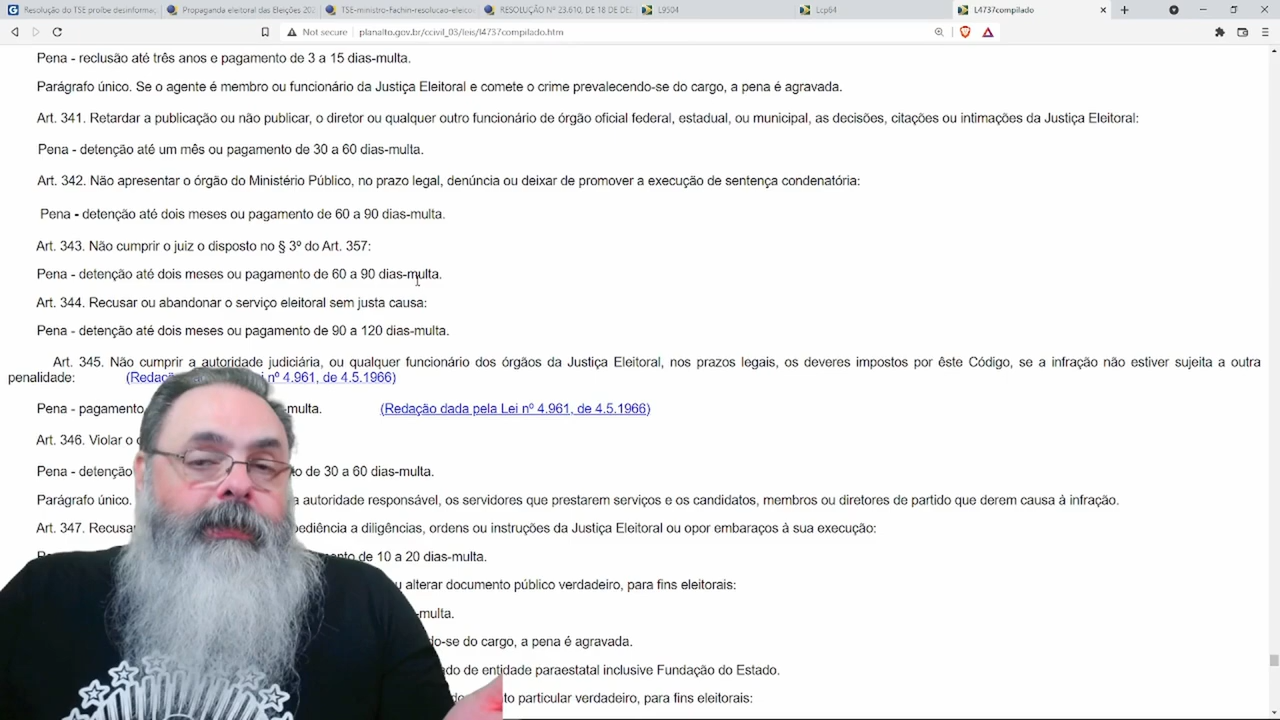 Resolução do TSE proíbe desinforma
Propaganda eleitoral das Eleições 202
TSE-ministro-Fachin-resolucao-eleico
RESOLUÇÃO Nº 23.610, DE 18 DE DEZ
L9504
Lcp64
L4737compilado
Not secure planalto.gov.br/ccivil_03/leis/l4737compilado.htm
Pena - reclusão até três anos e pagamento de 3 a 15 dias-multa.
Parágrafo único. Se o agente é membro ou funcionário da Justiça Eleitoral e comete o crime prevalecendo-se do cargo, a pena é agravada.
Art. 341. Retardar a publicação ou não publicar, o diretor ou qualquer outro funcionário de órgão oficial federal, estadual, ou municipal, as decisões, citações ou intimações da Justiça Eleitoral:
Pena - detenção até um mês ou pagamento de 30 a 60 dias-multa.
Art. 342. Não apresentar o órgão do Ministério Público, no prazo legal, denúncia ou deixar de promover a execução de sentença condenatória:
Pena - detenção até dois meses ou pagamento de 60 a 90 dias-multa.
Art. 343. Não cumprir o juiz o disposto no § 3º do Art. 357:
Pena - detenção até dois meses ou pagamento de 60 a 90 dias-multa.
Art. 344. Recusar ou abandonar o serviço eleitoral sem justa causa:
Pena - detenção até dois meses ou pagamento de 90 a 120 dias-multa.
Art. 345. Não cumprir a autoridade judiciária, ou qualquer funcionário dos órgãos da Justiça Eleitoral, nos prazos legais, os deveres impostos por êste Código, se a infração não estiver sujeita a outra
penalidade: (Redaç nº 4.961, de 4.5.1966)
Pena - pagamento -multa. (Redação dada pela Lei nº 4.961, de 4.5.1966)
Art. 346. Violar o
Pena - detenção de 30 a 60 dias-multa.
Parágrafo único. a autoridade responsável, os servidores que prestarem serviços e os candidatos, membros ou diretores de partido que derem causa à infração.
Art. 347. Recusa ediência a diligências, ordens ou instruções da Justiça Eleitoral ou opor embaraços à sua execução:
de 10 a 20 dias-multa.
alterar documento público verdadeiro, para fins eleitorais:
-multa.
do-se do cargo, a pena é agravada.
de entidade paraestatal inclusive Fundação do Estado.
particular verdadeiro, para fins eleitorais: